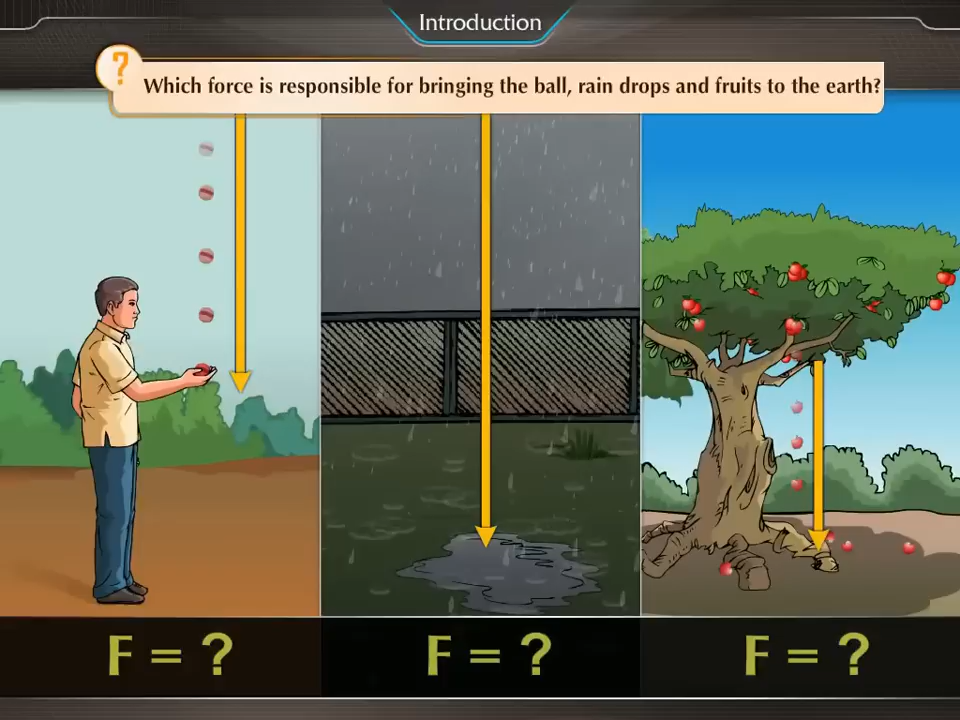 Introduction
?
Which force is responsible for bringing the ball, rain drops and fruits to the earth?
F = ?
F = ?
F = ?